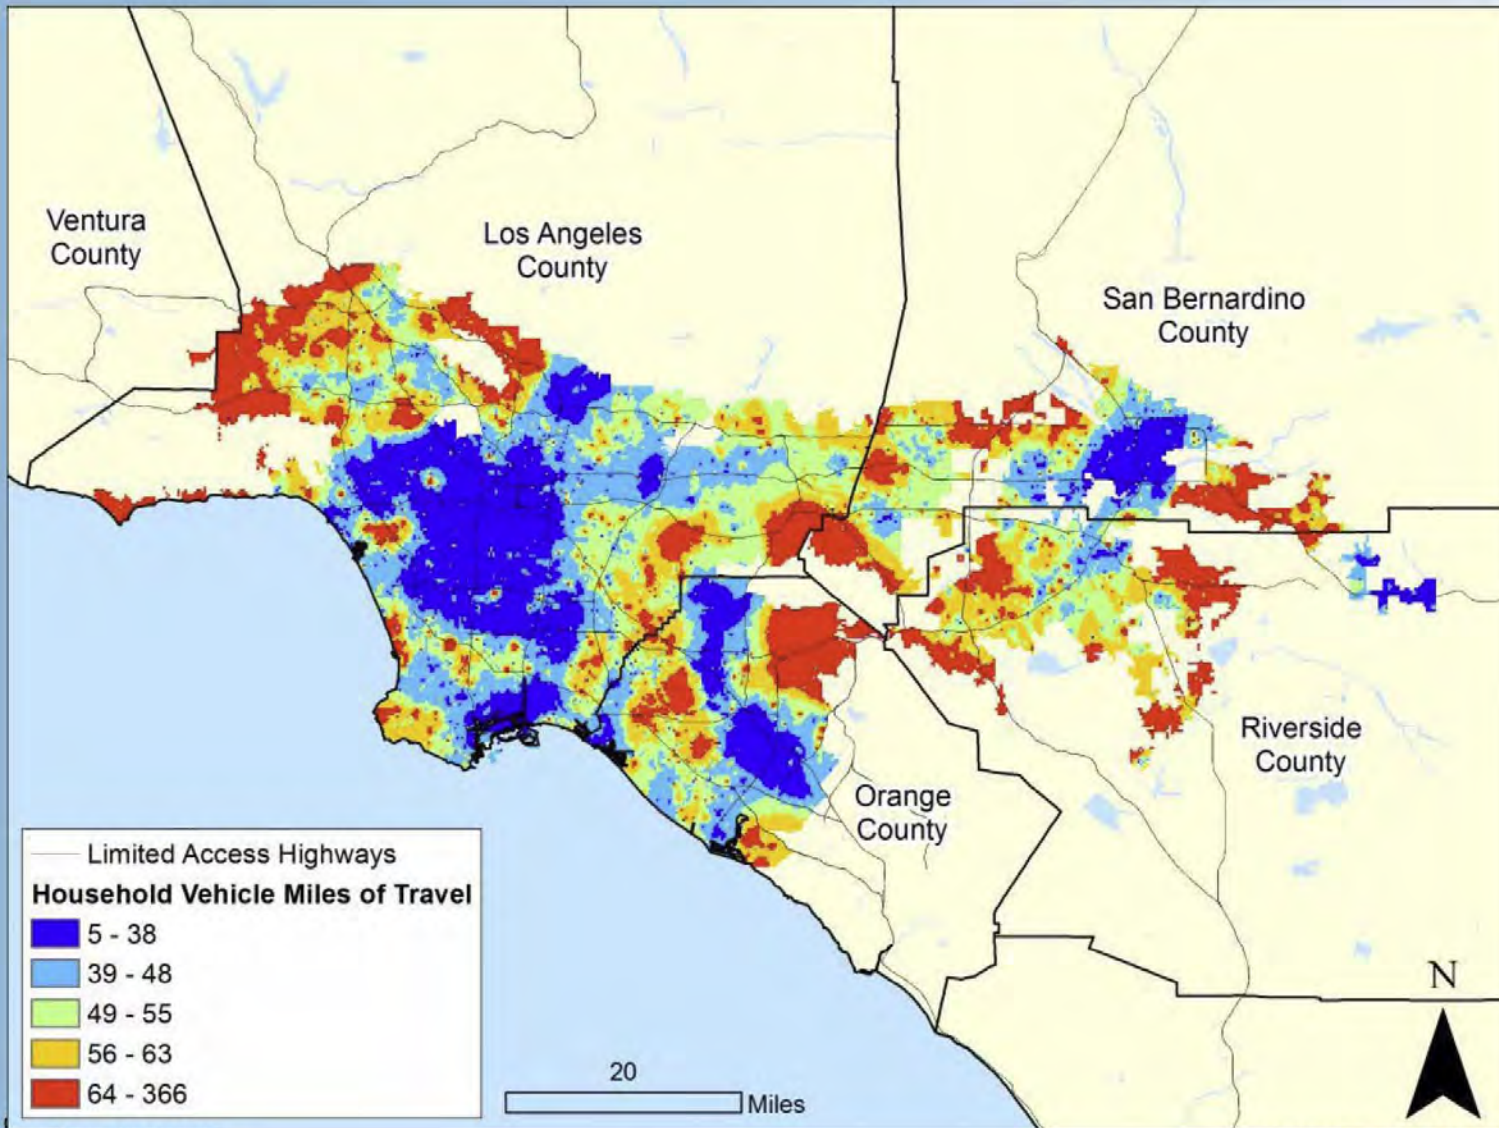 Ventura
County
Los Angeles
County
San Bernardino
County
Riverside
County
Orange
County
Limited Access Highways
Household Vehicle Miles of Travel
5 - 38
39 - 48
49 - 55
56 - 63
64 - 366
20
Miles
N